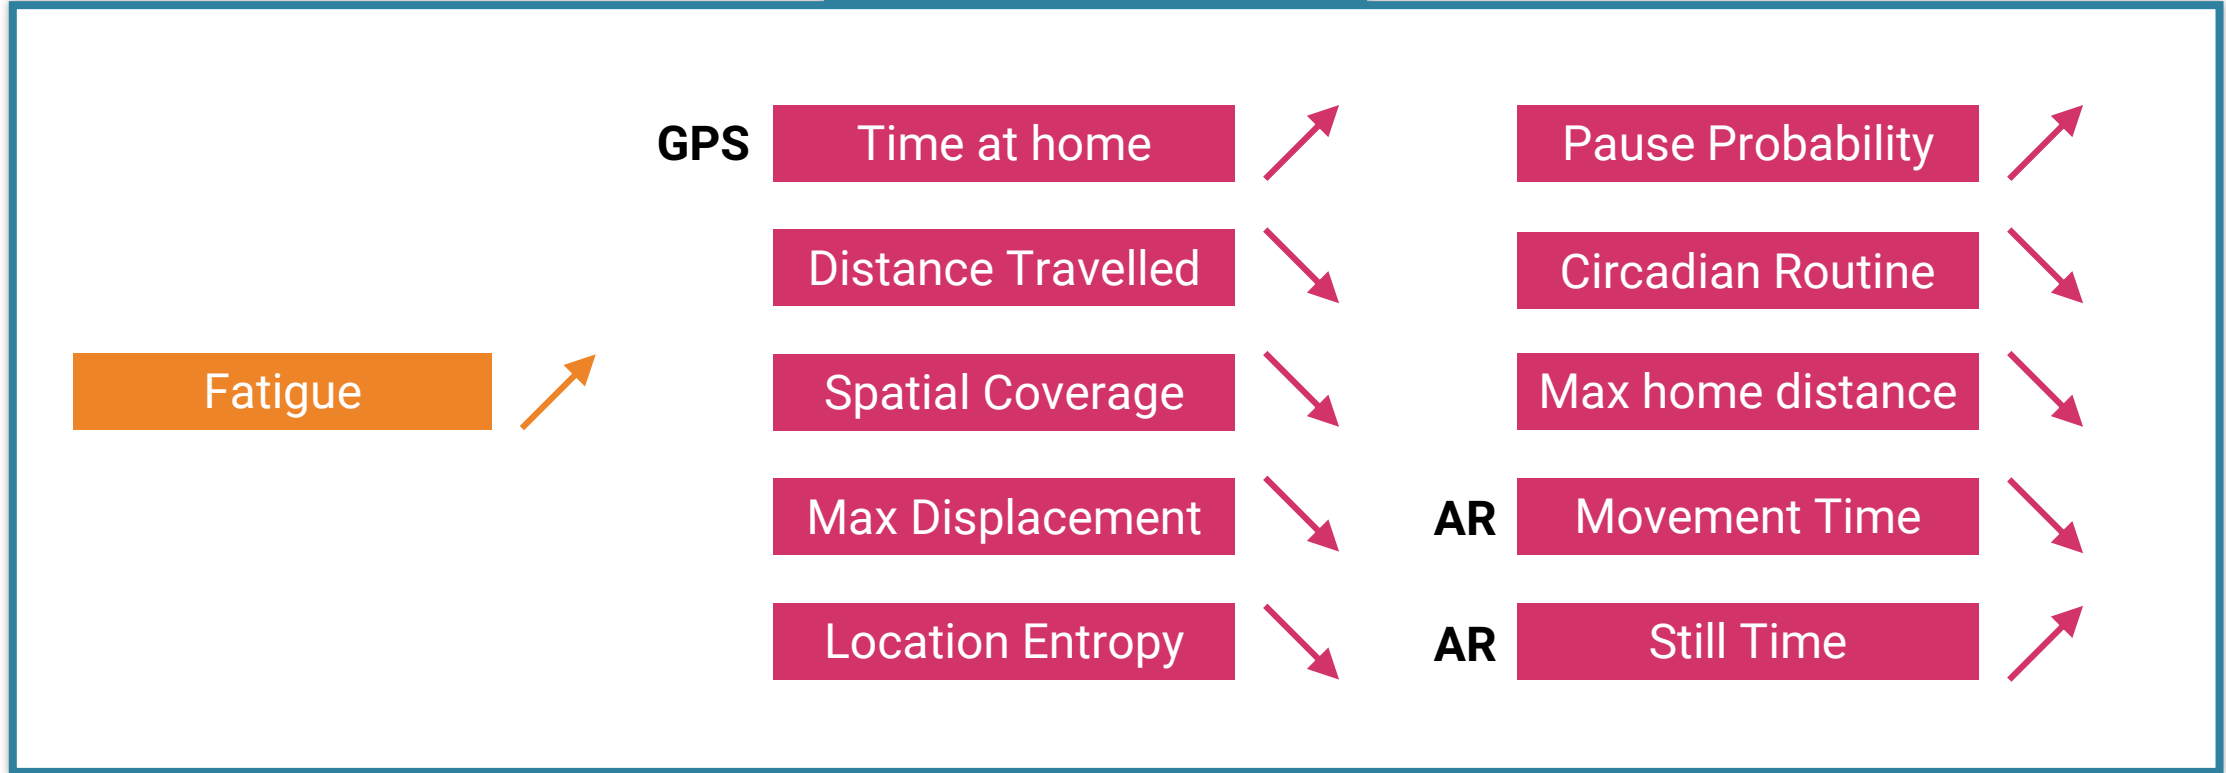 GPS
Time at home
Pause Probability
Distance Travelled
Circadian Routine
Fatigue
Spatial Coverage
Max home distance
Max Displacement
AR
Movement Time
Location Entropy
AR
Still Time